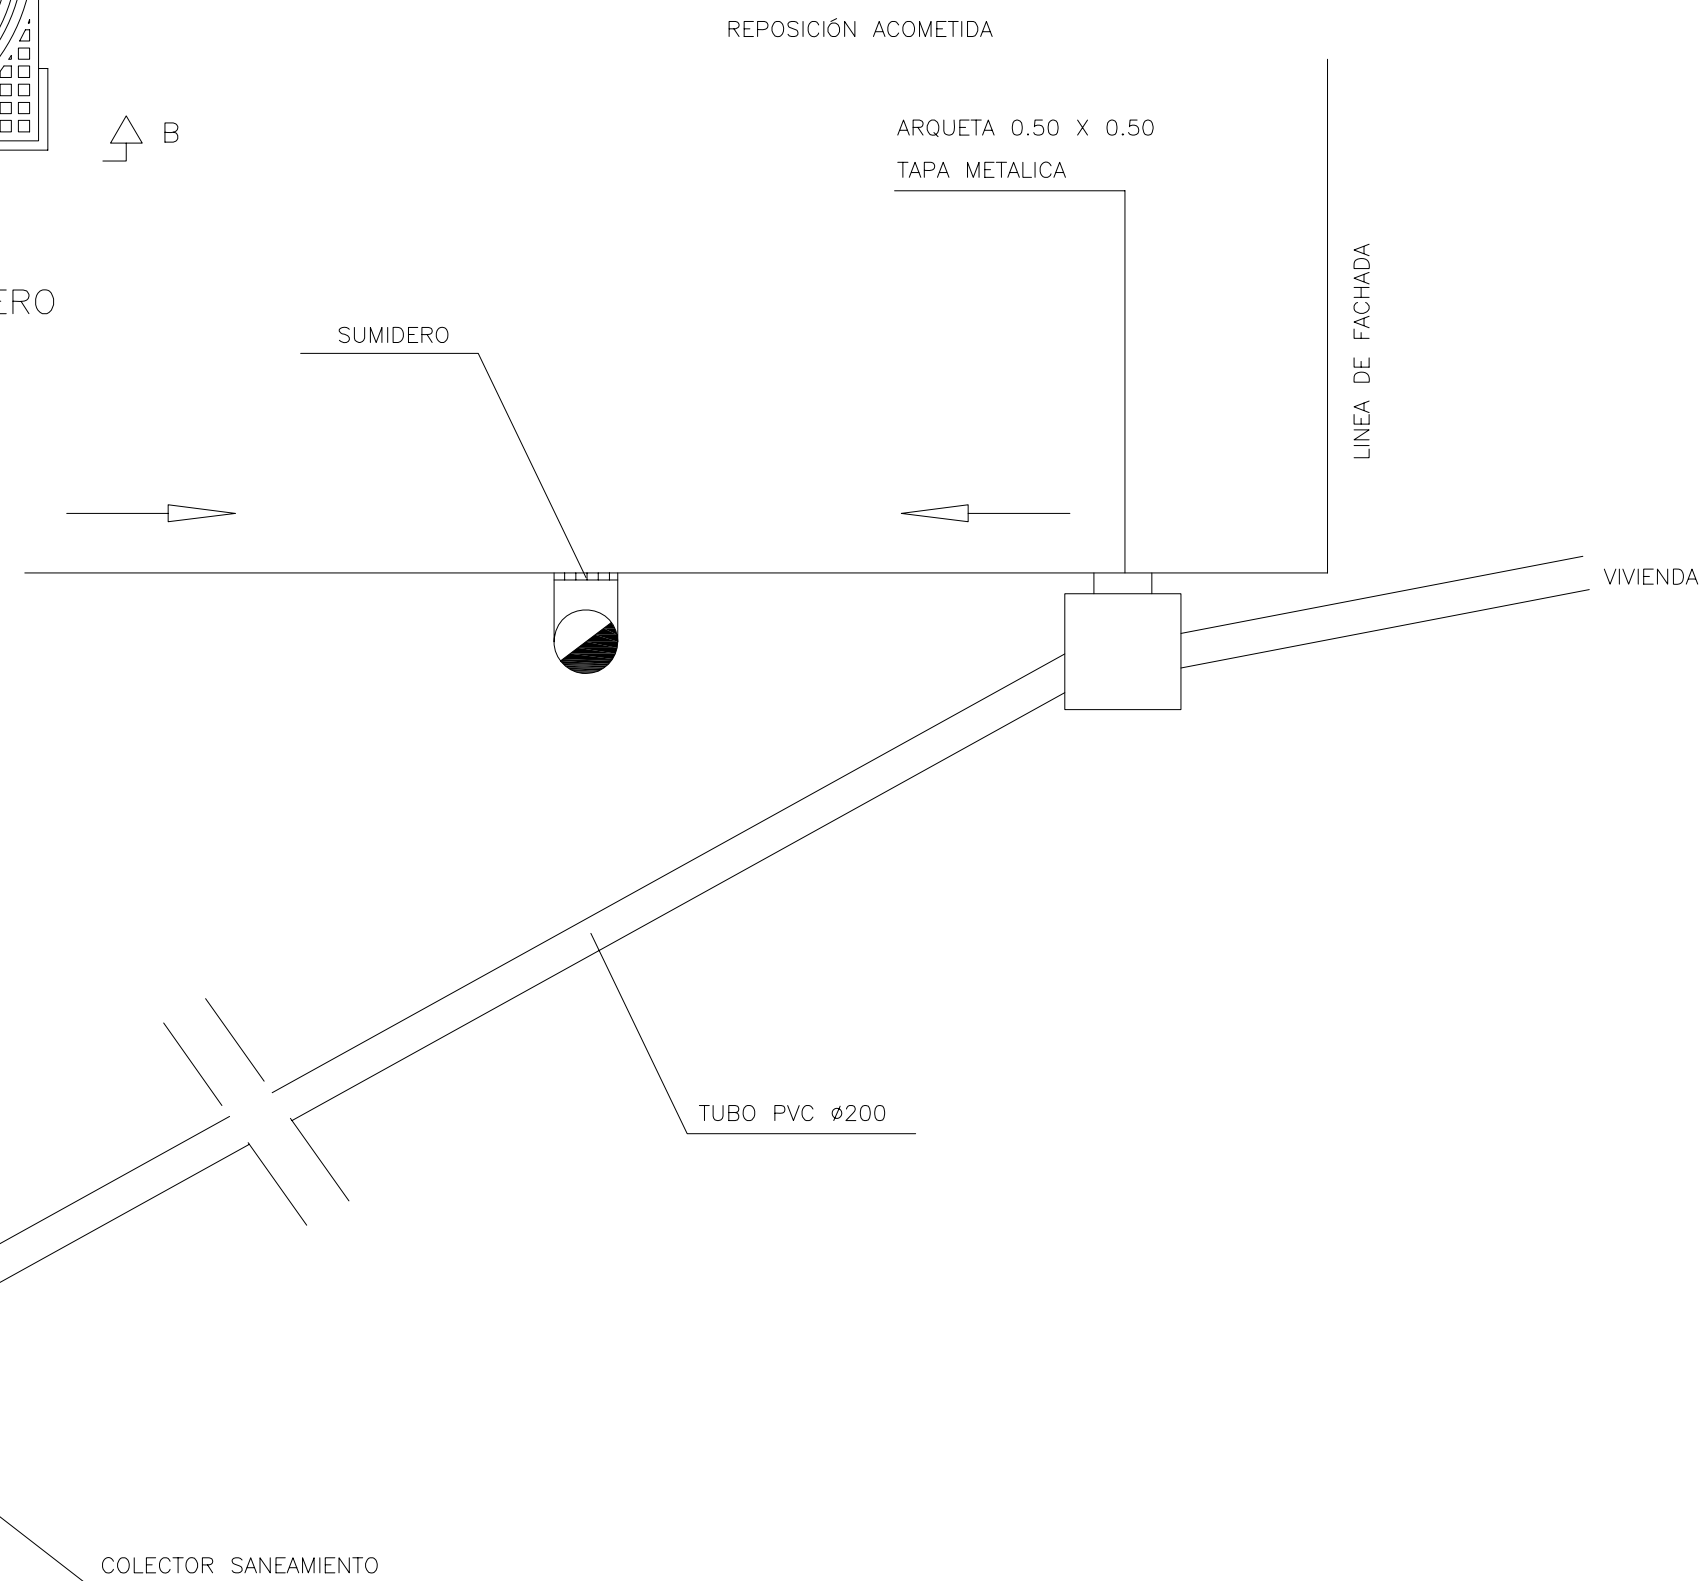 REPOSICIÓN ACOMETIDA
ARQUETA 0.50 X 0.50
TAPA METALICA
B
LINEA DE FACHADA
ERO
SUMIDERO
VIVIENDA
TUBO PVC ø200
COLECTOR SANEAMIENTO